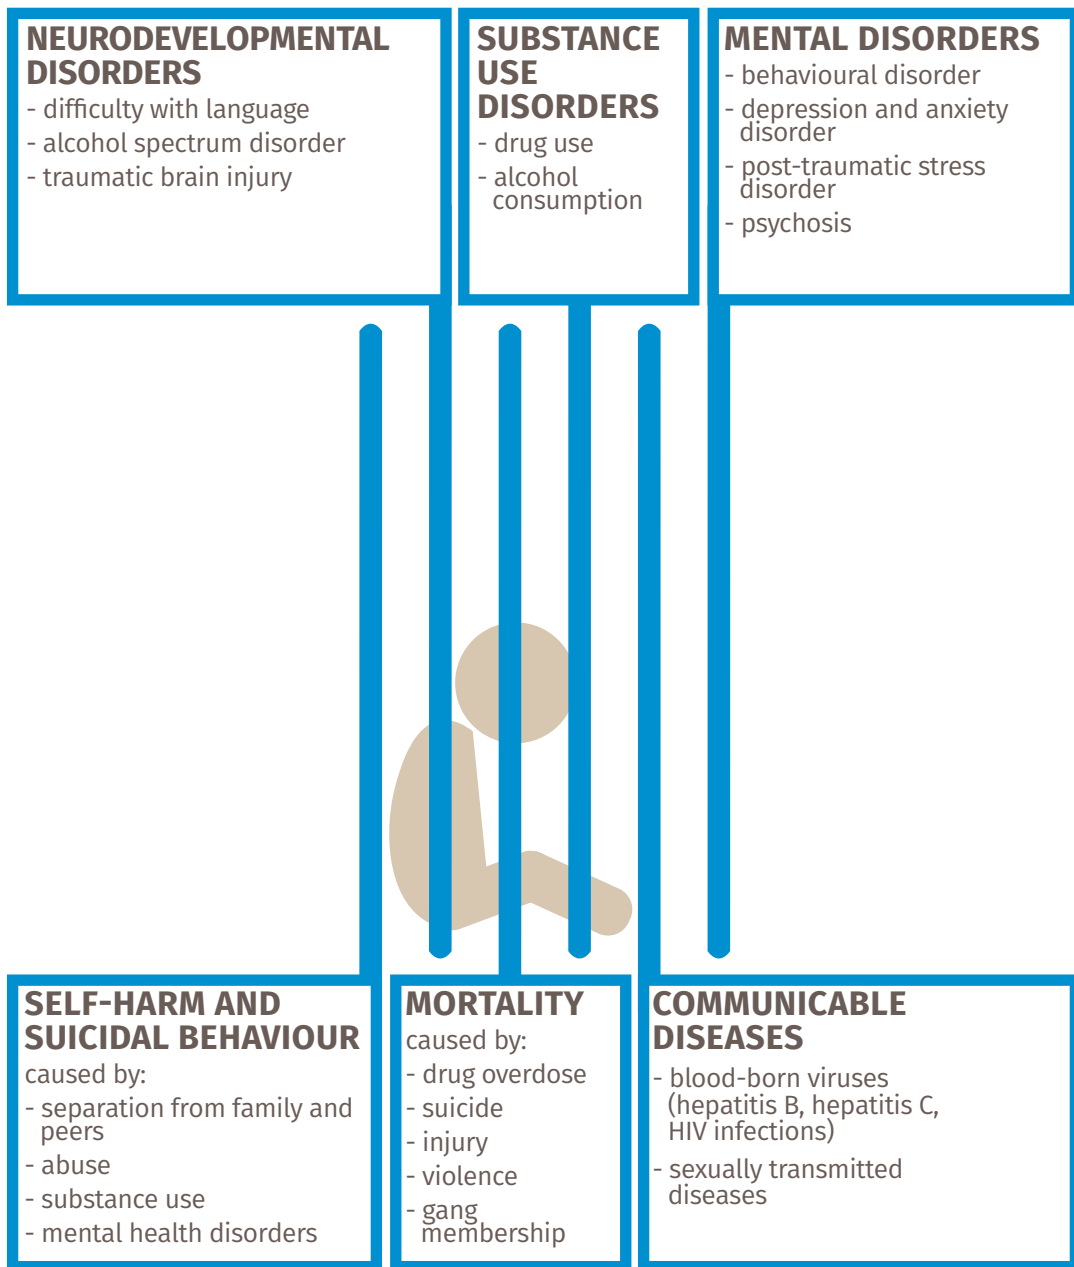 NEURODEVELOPMENTAL
DISORDERS
- difficulty with language
- alcohol spectrum disorder
- traumatic brain injury
SUBSTANCE
USE
DISORDERS
- drug use
- alcohol
consumption
MENTAL DISORDERS
- behavioural disorder
- depression and anxiety
disorder
- post-traumatic stress
disorder
- psychosis
SELF-HARM AND
SUICIDAL BEHAVIOUR
caused by:
- separation from family and
peers
- abuse
- substance use
- mental health disorders
MORTALITY
caused by:
- drug overdose
- suicide
- injury
- violence
- gang
membership
COMMUNICABLE
DISEASES
- blood-born viruses
(hepatitis B, hepatitis C,
HIV infections)
- sexually transmitted
diseases